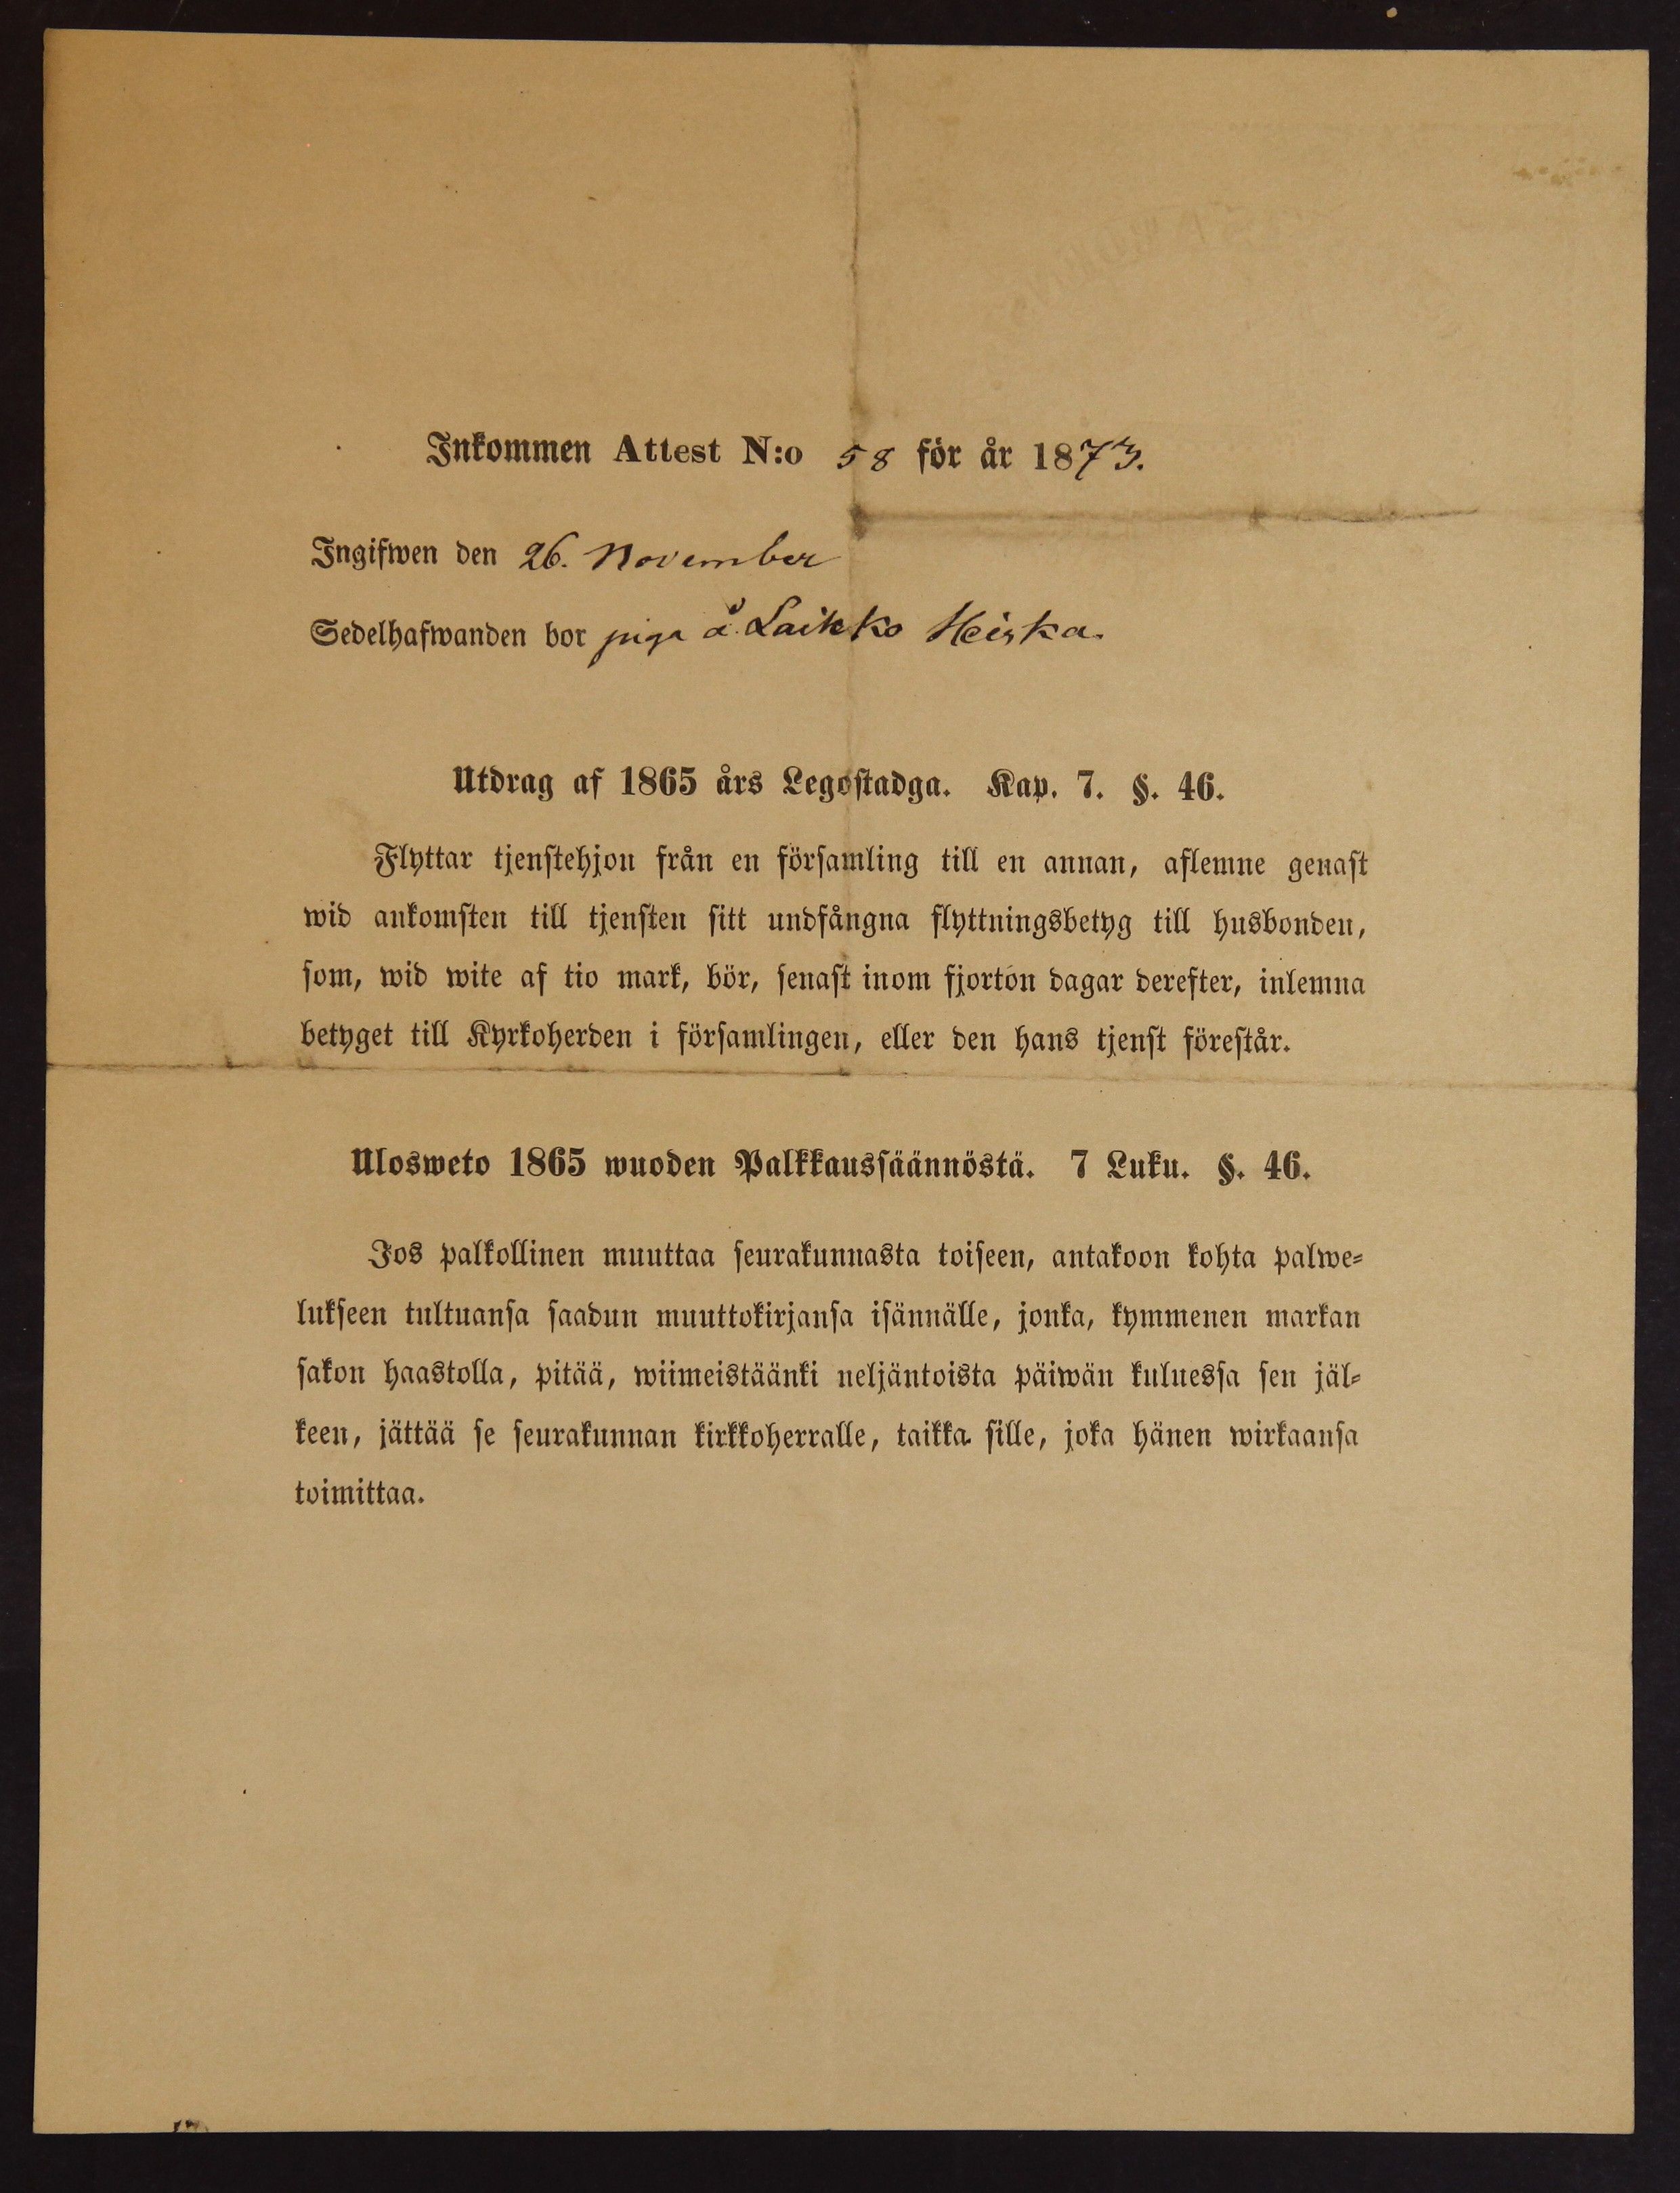 Inkommen Attest N:o 58 för år 1873.
Ingifwen den 26. November
Sedelhafwanden bor piga å Laikko Heiska.
Utdrag af 1865 års Legostadga. Kap. 7. §. 46.
Flyttar tjenstehjon från en församling till en annan, aflemne genast
wid ankomsten till tjensten sitt undfångna flyttningsbetyg till husbonden,
som, wid wite af tio mark, bör, senast inom fjorton dagar derefter, inlemna
betyget till Kyrkoherden i församlingen, eller den hans tjenst förestår.
Ulosweto 1865 wuoden Palkkaussäännöstä. 7 Luku. §. 46.
Jos palkollinen muuttaa seurakunnasta toiseen, antakoon kohta palwe-
lukseen tultuansa saadun muuttokirjansa isännälle, jonka, kymmenen markan
sakon haastolla, pitää, wiimeistäänki neljäntoista päiwän kuluessa sen jäl-
keen, jättää se seurakunnan kirkkoherralle, taikka sille, joka hänen wirkaansa
toimittaa.